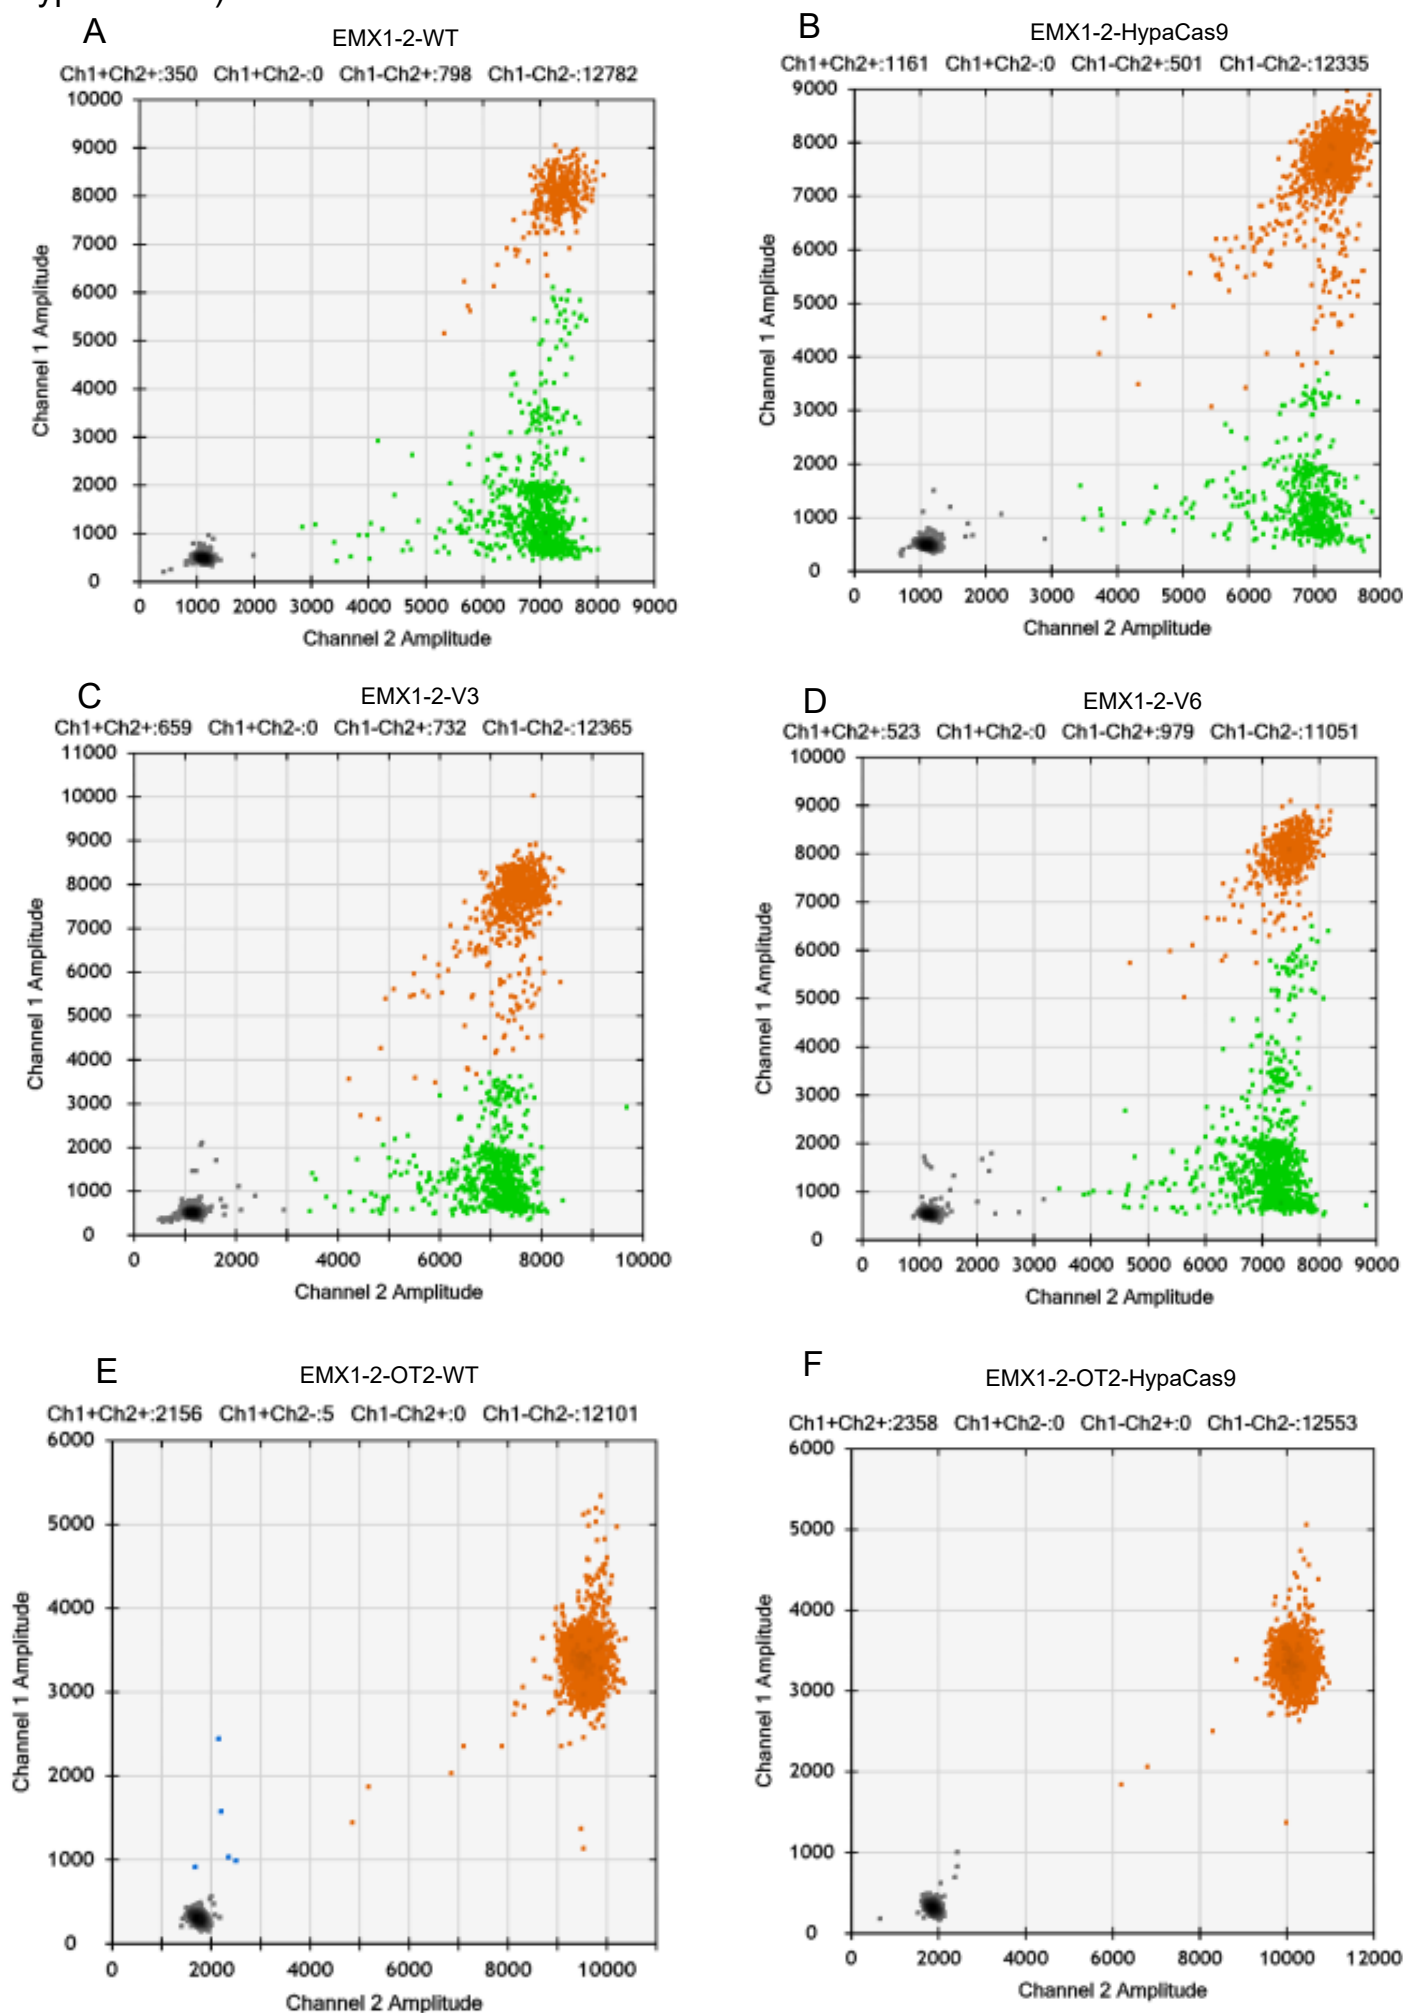 A
EMX1-2-WT
Ch1+Ch2+:350 Ch1+Ch2-:0 Ch1-Ch2+:798 Ch1-Ch2-:12782
10000
9000
8000
7000
6000
5000
4000
3000
2000
1000
0
Channel 1 Amplitude
0 1000 2000 3000 4000 5000 6000 7000 8000 9000
Channel 2 Amplitude
B
EMX1-2-HypaCas9
Ch1+Ch2+:1161 Ch1+Ch2-:0 Ch1-Ch2+:501 Ch1-Ch2-:12335
9000
8000
7000
6000
5000
4000
3000
2000
1000
0
Channel 1 Amplitude
0 1000 2000 3000 4000 5000 6000 7000 8000
Channel 2 Amplitude
C
EMX1-2-V3
Ch1+Ch2+:659 Ch1+Ch2-:0 Ch1-Ch2+:732 Ch1-Ch2-:12365
11000
10000
9000
8000
7000
6000
5000
4000
3000
2000
1000
0
Channel 1 Amplitude
0 2000 4000 6000 8000 10000
Channel 2 Amplitude
D
EMX1-2-V6
Ch1+Ch2+:523 Ch1+Ch2-:0 Ch1-Ch2+:979 Ch1-Ch2-:11051
10000
9000
8000
7000
6000
5000
4000
3000
2000
1000
0
Channel 1 Amplitude
0 1000 2000 3000 4000 5000 6000 7000 8000 9000
Channel 2 Amplitude
E
EMX1-2-OT2-WT
Ch1+Ch2+:2156 Ch1+Ch2-:5 Ch1-Ch2+:0 Ch1-Ch2-:12101
6000
5000
4000
3000
2000
1000
0
Channel 1 Amplitude
0 2000 4000 6000 8000 10000
Channel 2 Amplitude
F
EMX1-2-OT2-HypaCas9
Ch1+Ch2+:2358 Ch1+Ch2-:0 Ch1-Ch2+:0 Ch1-Ch2-:12553
6000
5000
4000
3000
2000
1000
0
Channel 1 Amplitude
0 2000 4000 6000 8000 10000 12000
Channel 2 Amplitude